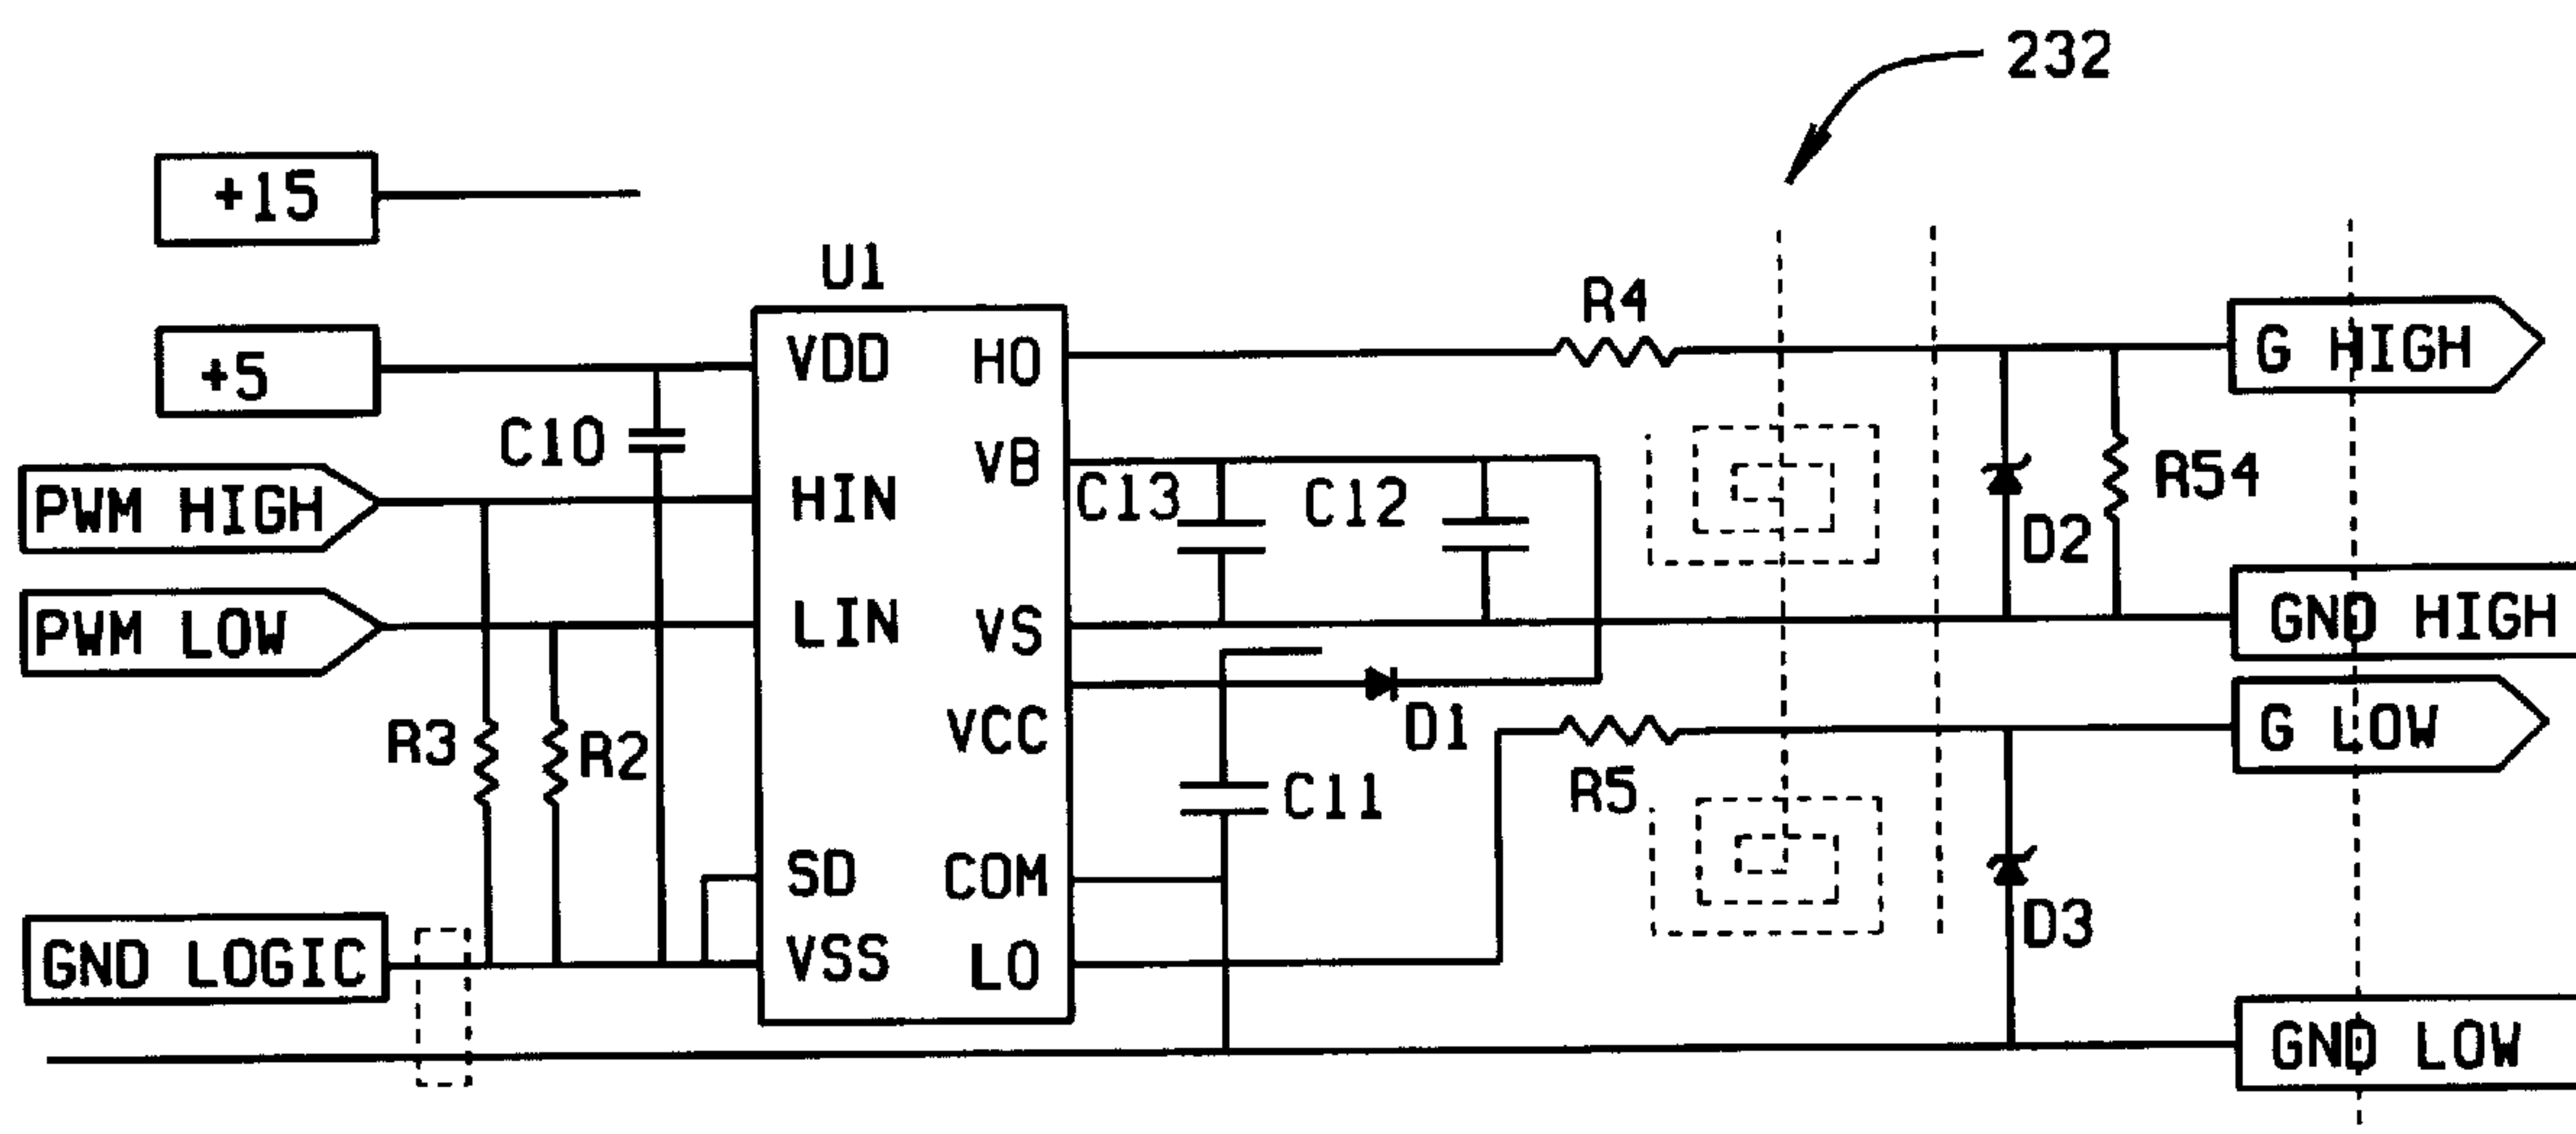 232
+15
U1
R4
+5
VDD
HO
G HIGH
C10
VB
PWM HIGH
HIN
C13
C12
R54
D2
PWM LOW
LIN
VS
GND HIGH
R3
R2
VCC
D1
G LOW
R5
C11
SD
COM
D3
GND LOGIC
VSS
LO
GND LOW